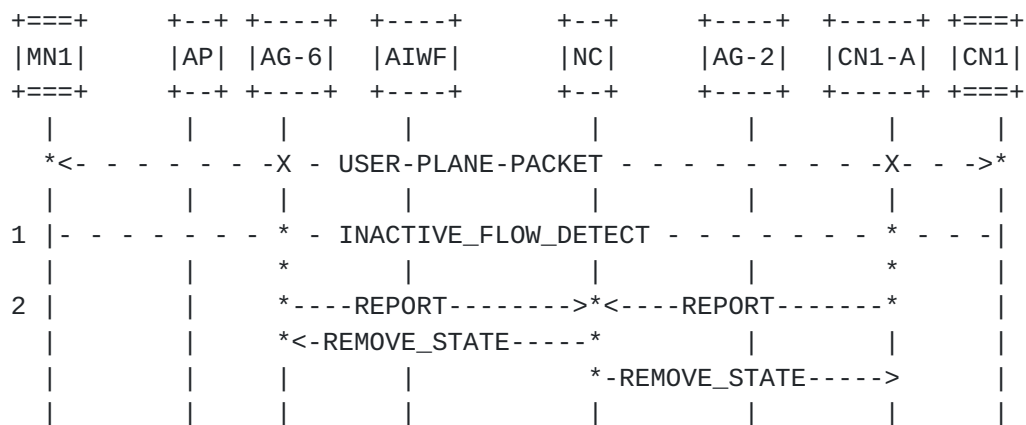 +===+      +--+ +----+  +----+      +--+     +----+  +-----+ +===+
|MN1|      |AP| |AG-6|  |AIWF|      |NC|     |AG-2|  |CN1-A| |CN1|
+===+      +--+ +----+  +----+      +--+     +----+  +-----+ +===+
  |         |     |       |           |         |        |      |
  *<- - - - - - -X - USER-PLANE-PACKET - - - - - - - - -X- - ->*
  |         |     |       |           |         |        |      |
1 |- - - - - - - * - INACTIVE_FLOW_DETECT - - - - - - - * - - -|
  |         |     *       |           |         |        *      |
2 |         |     *----REPORT-------->*<----REPORT-------*      |
  |         |     *<-REMOVE_STATE-----*         |        |      |
  |         |     |       |           *-REMOVE_STATE----->      |
  |         |     |       |           |         |        |      |